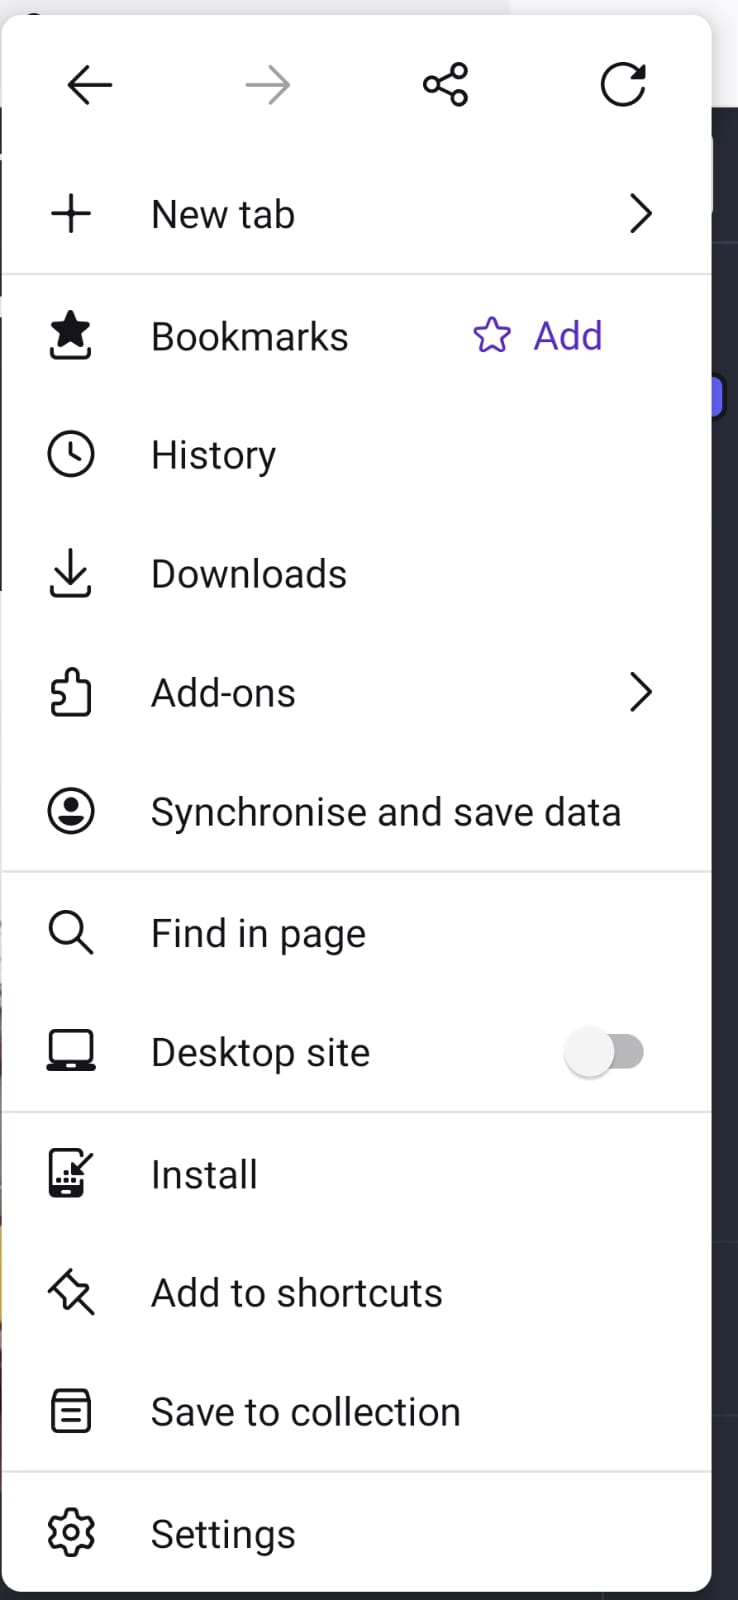 New tab
Bookmarks Add
History
Downloads
Add-ons
Synchronise and save data
Find in page
Desktop site
Install
Add to shortcuts
Save to collection
Settings